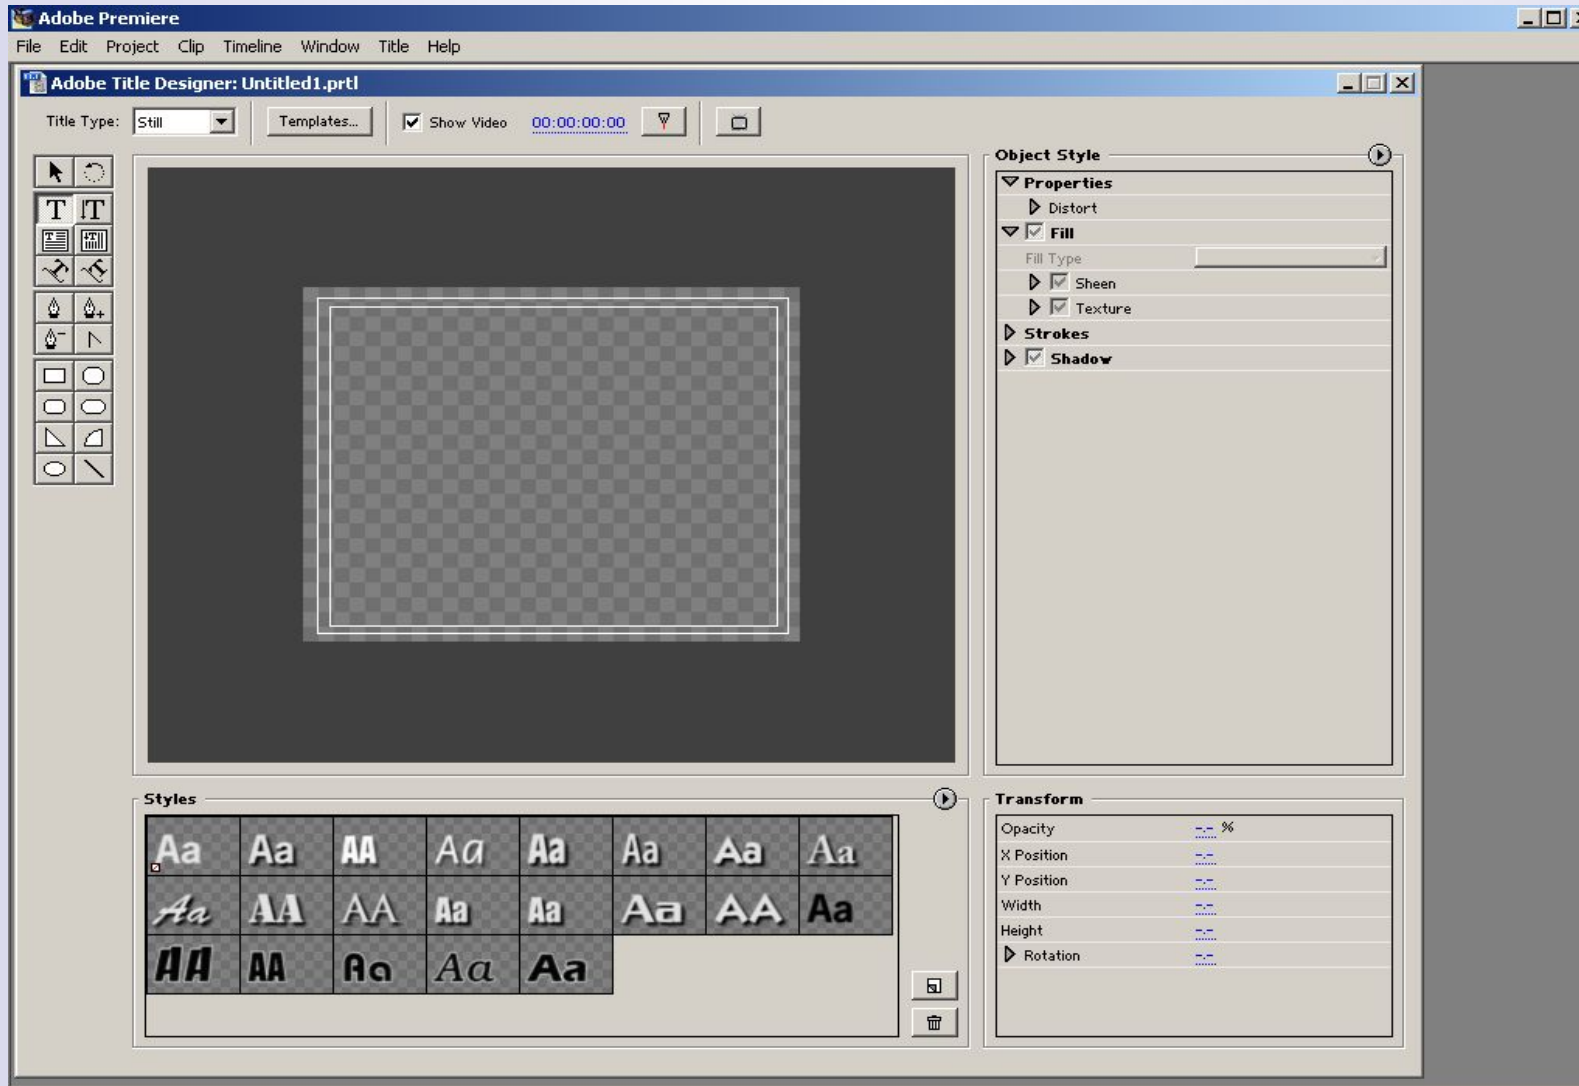 Adobe Premiere
File Edit Project Clip Timeline Window Title Help
Adobe Title Designer: Untitled1.prtl
Title Type: Still Templates... Show Video 00:00:00:00
Object Style
Properties
Distort
Fill
Fill Type
Sheen
Texture
Strokes
Shadow
Styles
Aa Aa AA Aa Aa Aa Aa Aa
Aa AA AA Aa Aa Aa AA Aa
AA AA Aa Aa Aa
Transform
Opacity -.- %
X Position -.-
Y Position -.-
Width -.-
Height -.-
Rotation -.-